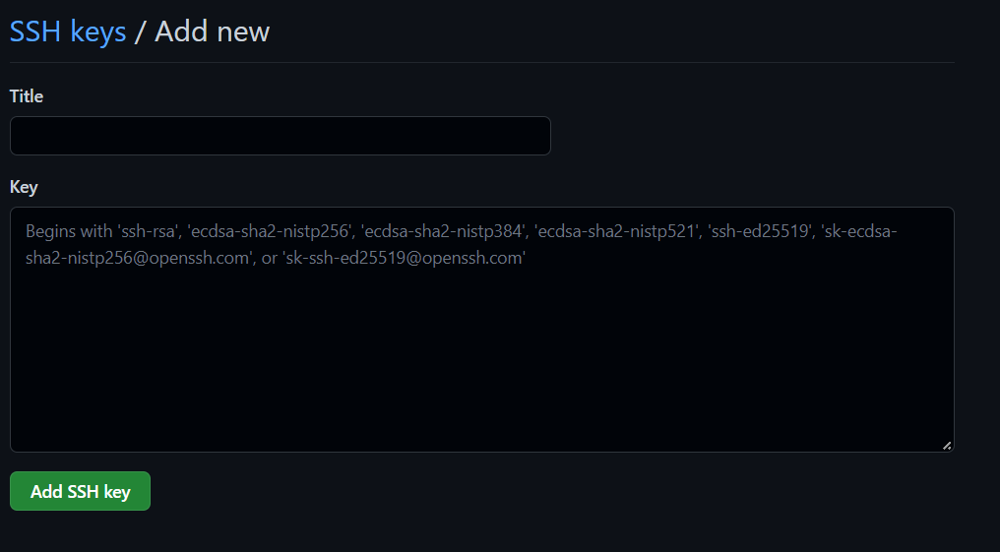 SSH keys / Add new
Title
Key
Begins with 'ssh-rsa', 'ecdsa-sha2-nistp256', 'ecdsa-sha2-nistp384', 'ecdsa-sha2-nistp521', 'ssh-ed25519', 'sk-ecdsa-
sha2-nistp256@openssh.com', or 'sk-ssh-ed25519@openssh.com'
Add SSH key